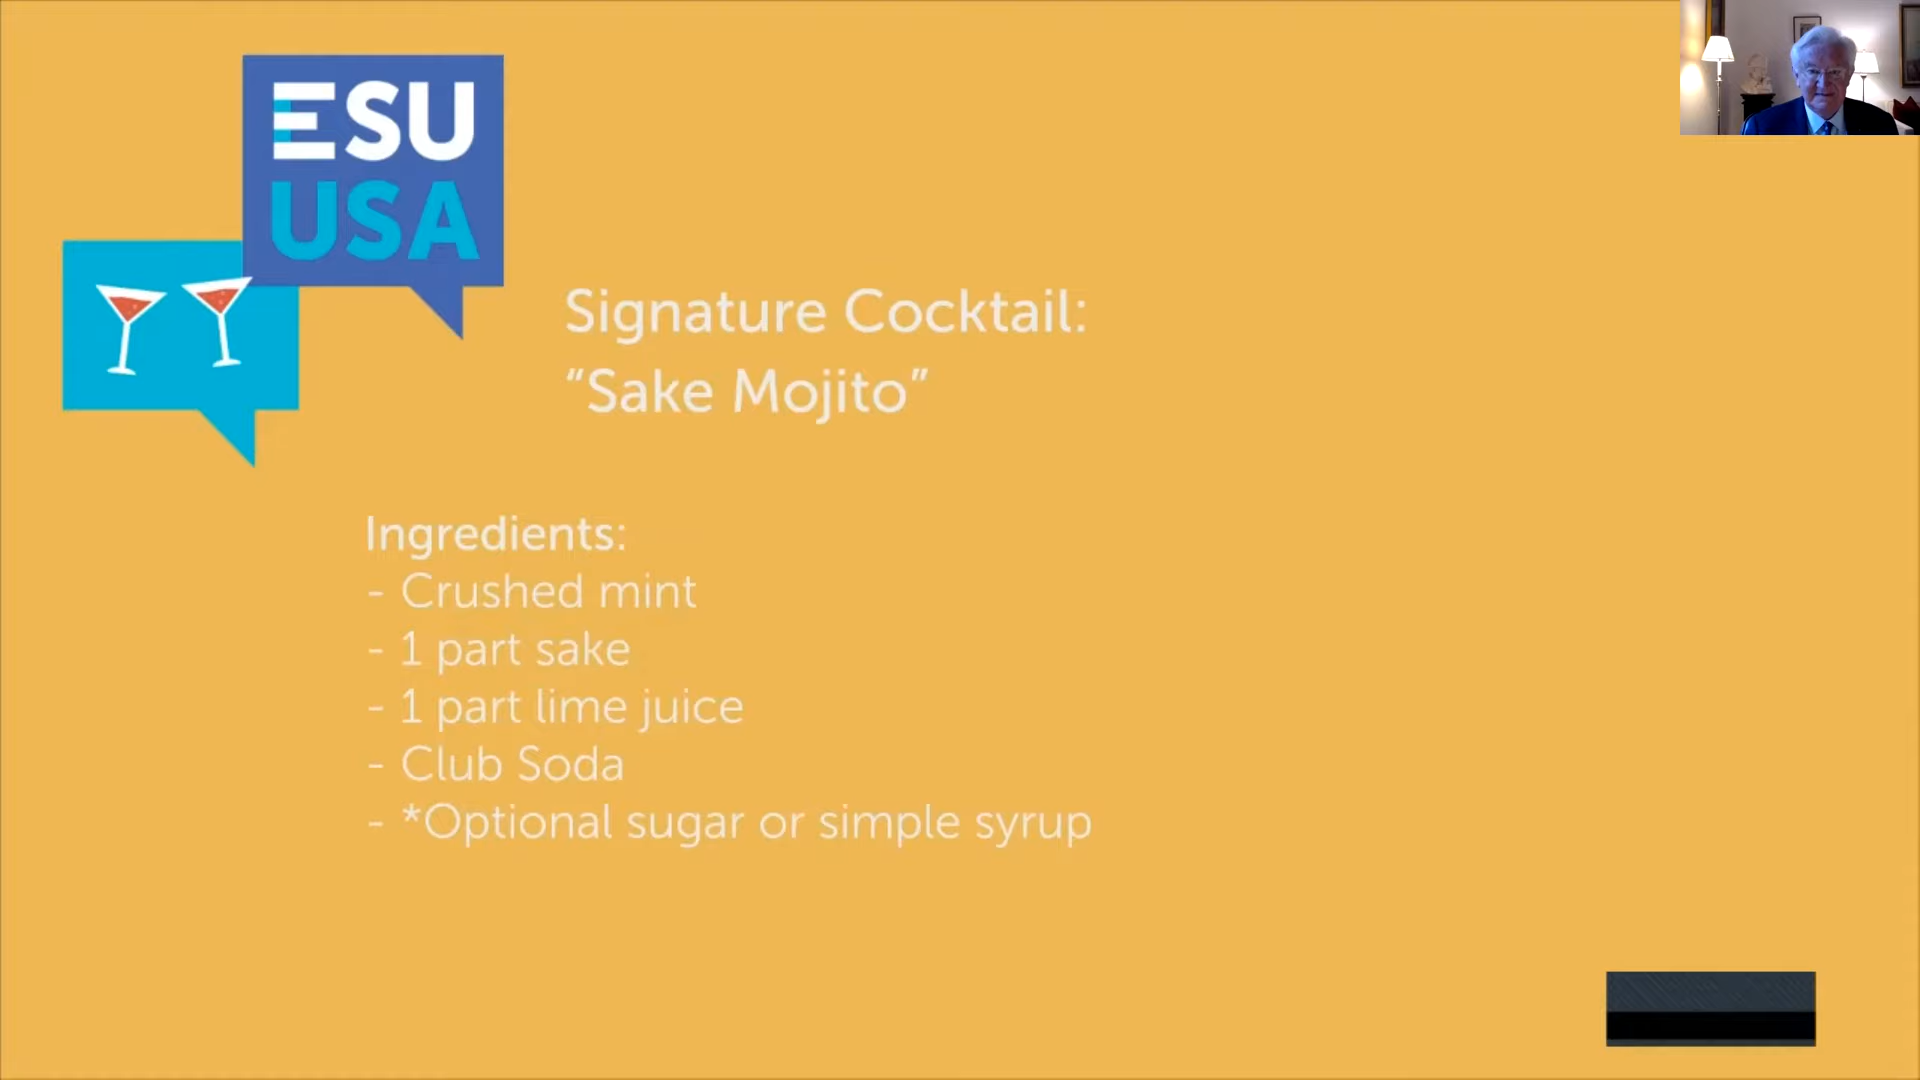 ESU
USA
Signature Cocktail:
“Sake Mojito”
Ingredients:
- Crushed mint
- 1 part sake
- 1 part lime juice
- Club Soda
- *Optional sugar or simple syrup